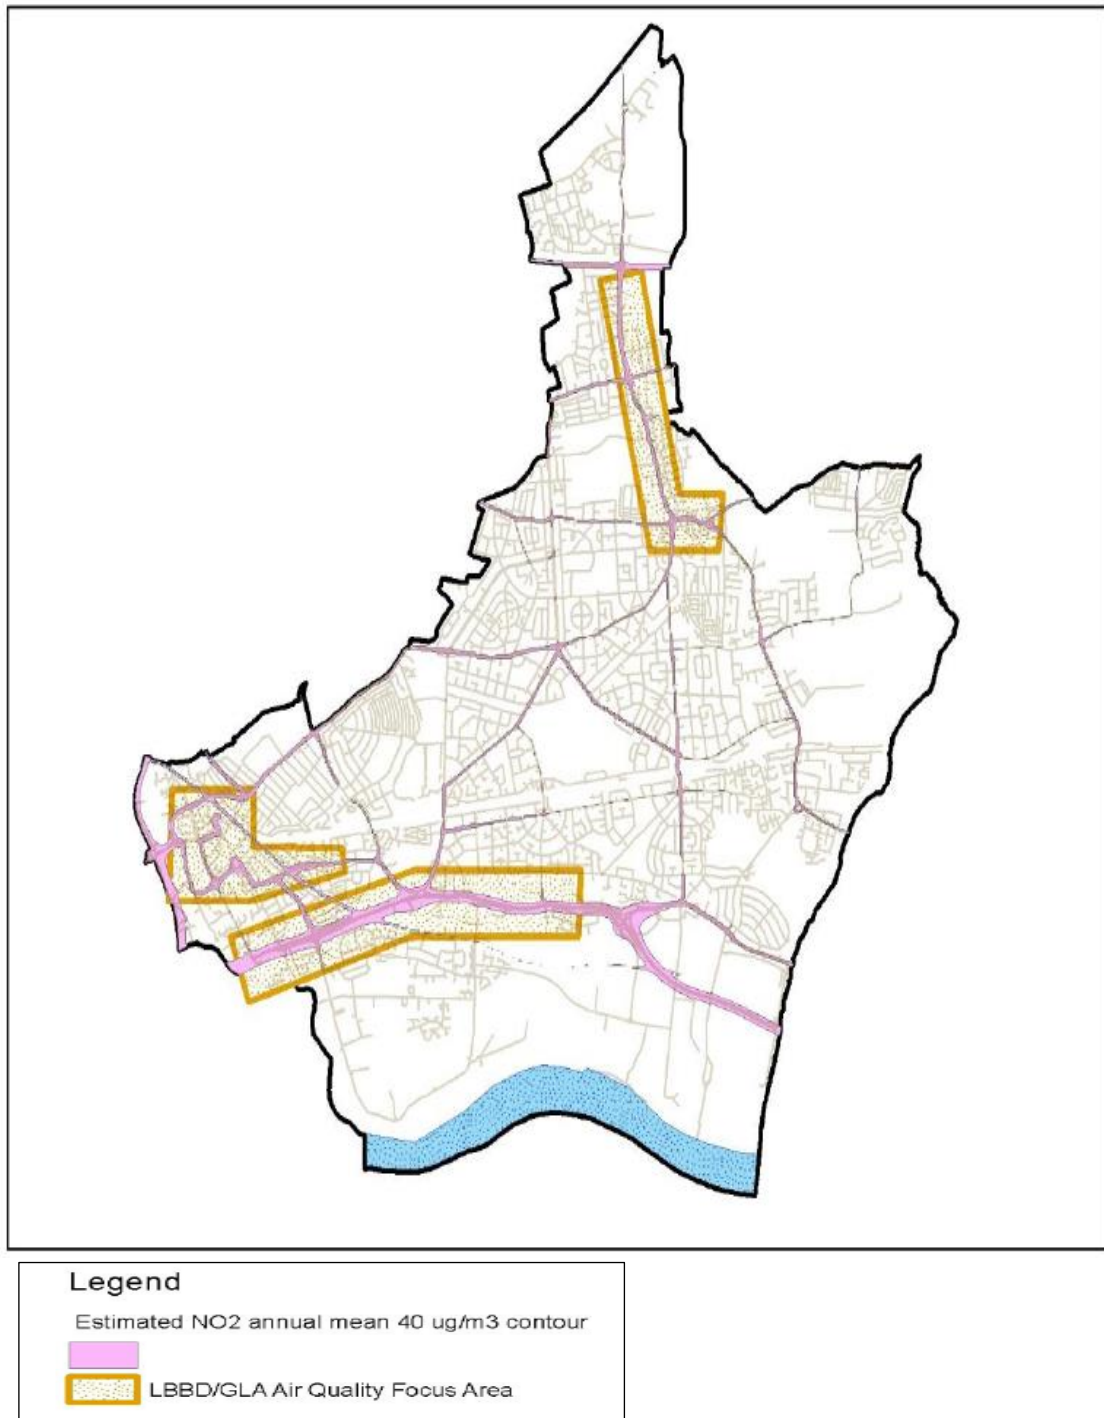 Legend
Estimated NO2 annual mean 40 ug/m3 contour
LBBD/GLA Air Quality Focus Area